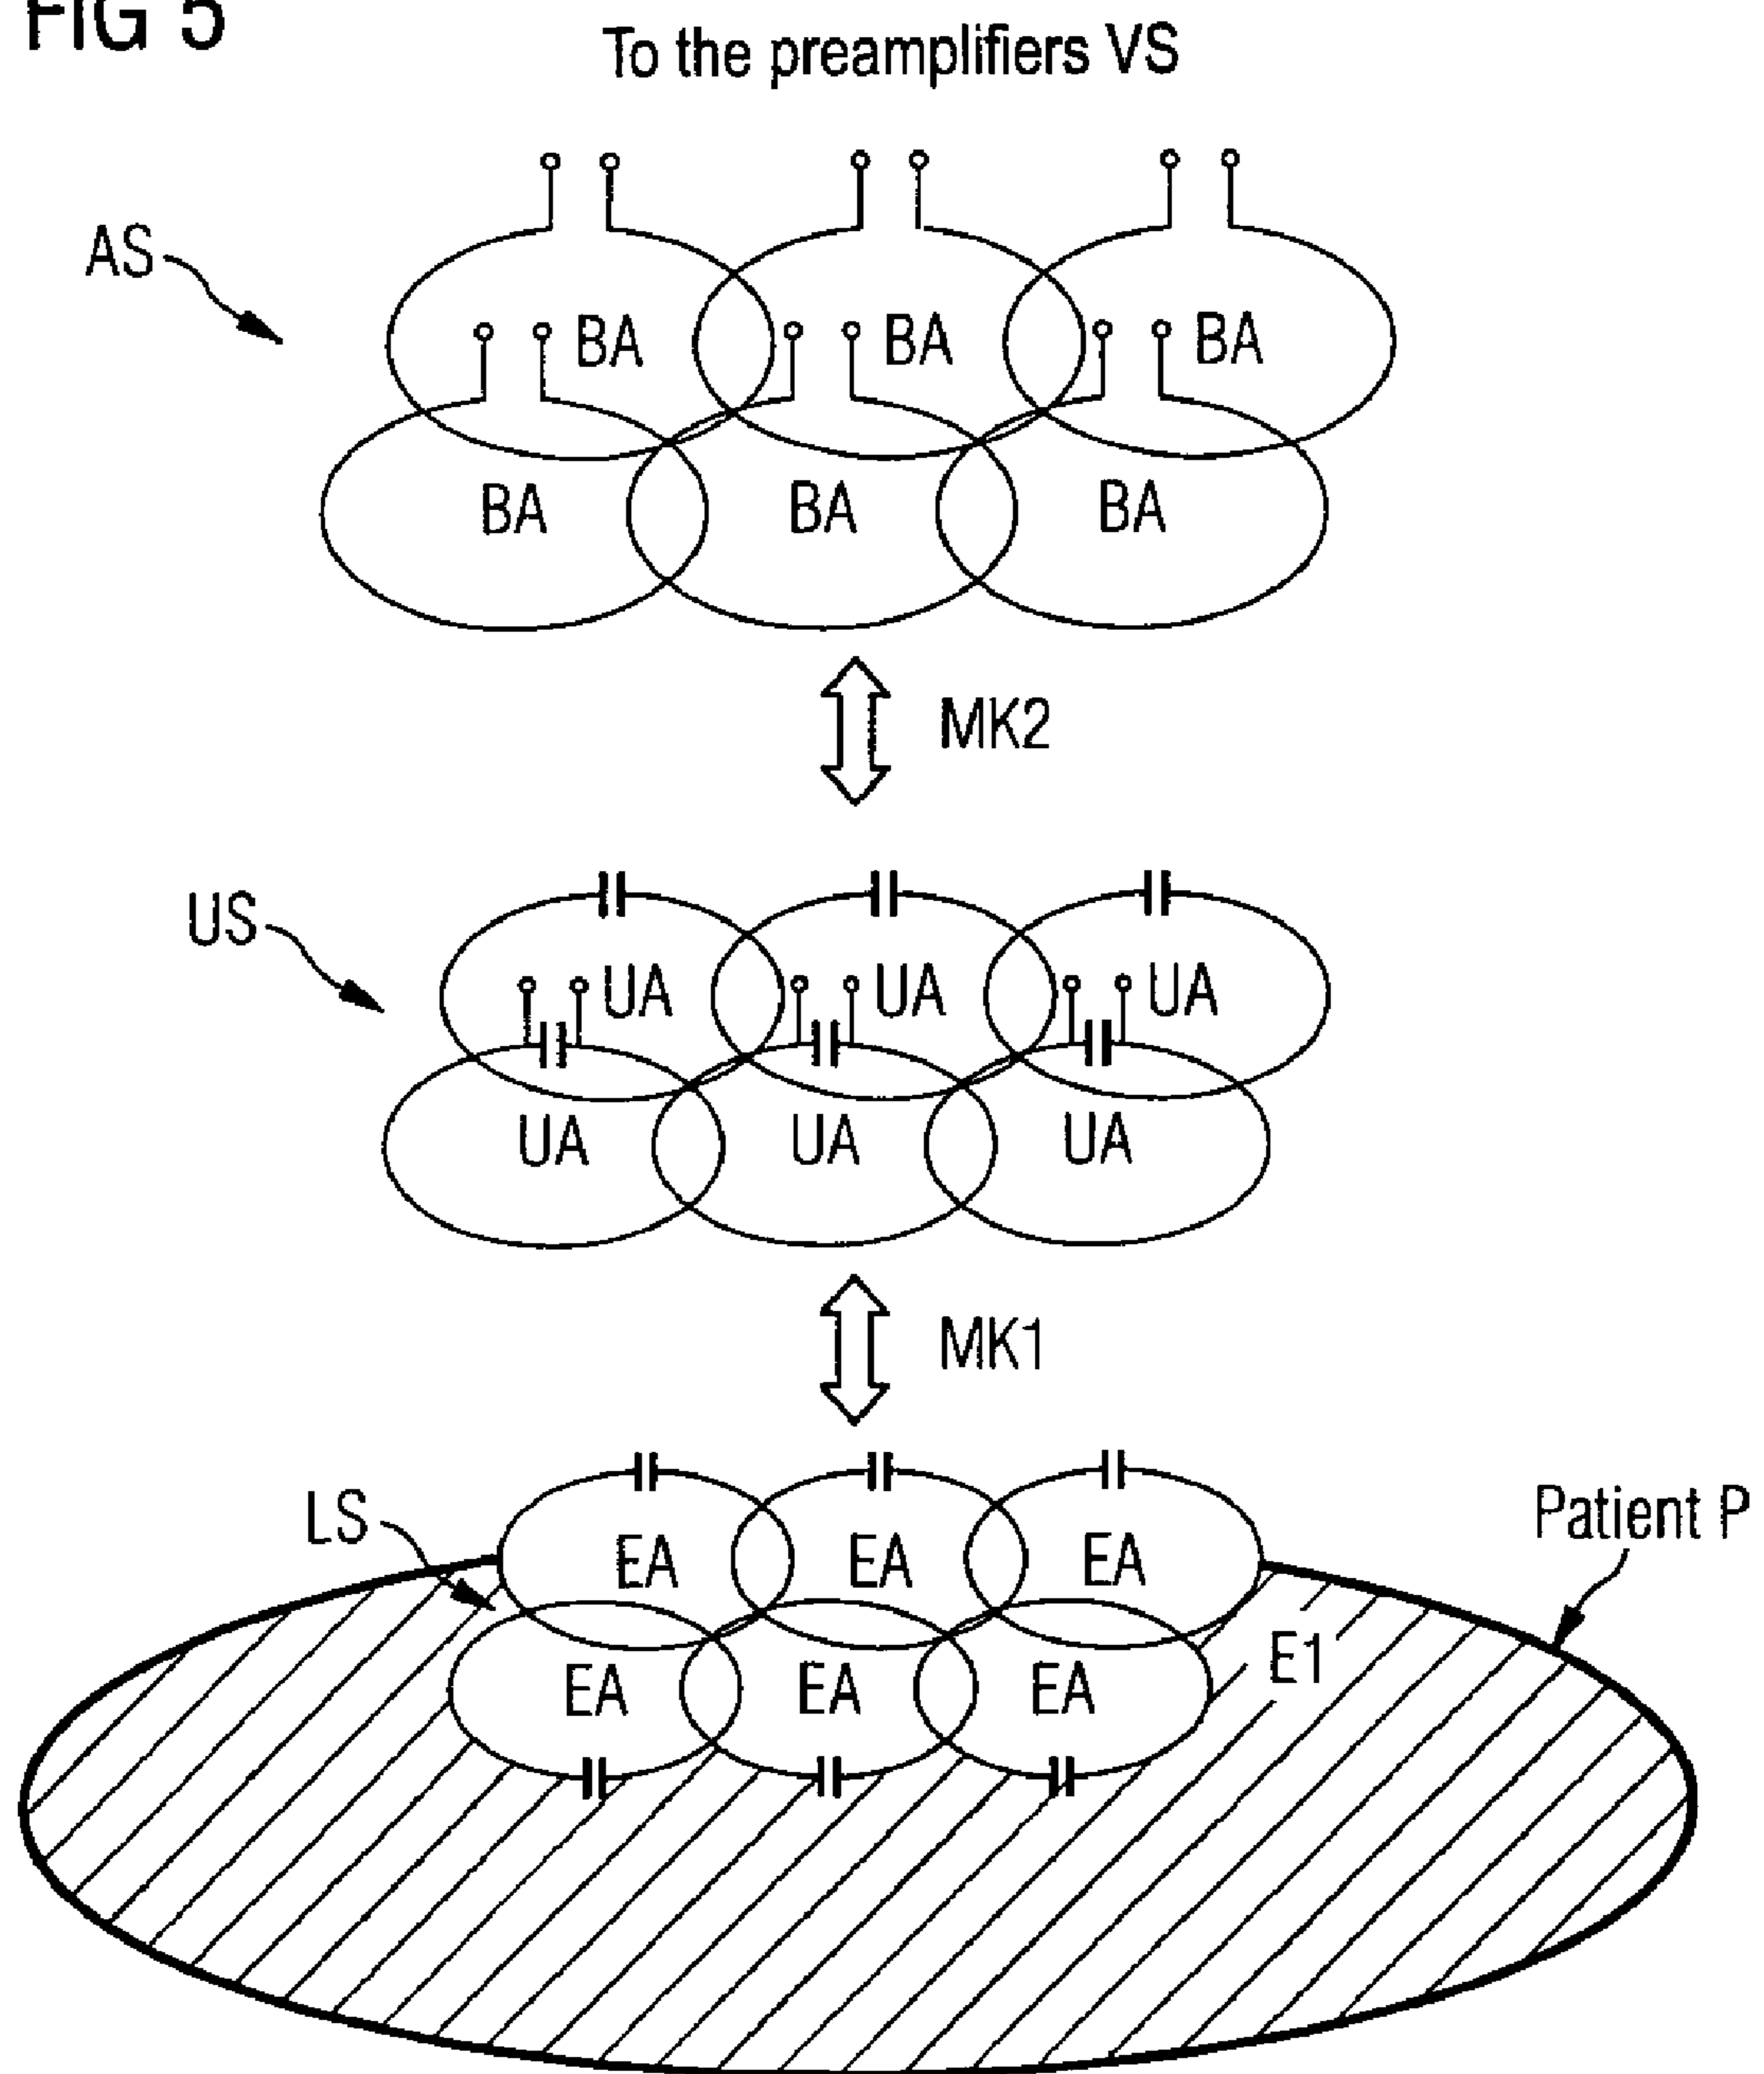 FIG 5
To the preamplifiers VS
AS
BA BA BA
BA BA BA
MK2
US
UA UA UA
UA UA UA
MK1
LS
Patient P
EA EA EA
E1
EA EA EA